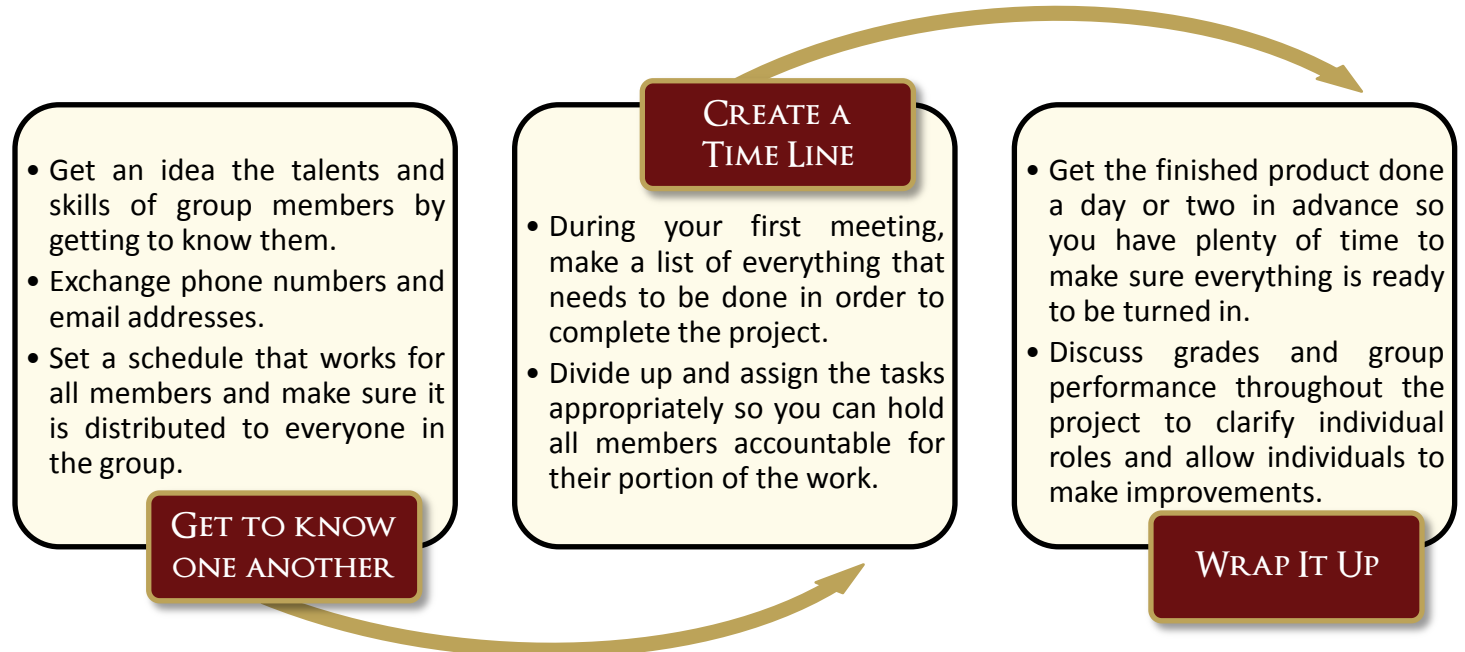 • Get an idea the talents and
skills of group members by
getting to know them.
• Exchange phone numbers and
email addresses.
• Set a schedule that works for
all members and make sure it
is distributed to everyone in
the group.
GET TO KNOW
ONE ANOTHER
CREATE A
TIME LINE
• During your first meeting,
make a list of everything that
needs to be done in order to
complete the project.
• Divide up and assign the tasks
appropriately so you can hold
all members accountable for
their portion of the work.
• Get the finished product done
a day or two in advance so
you have plenty of time to
make sure everything is ready
to be turned in.
• Discuss grades and group
performance throughout the
project to clarify individual
roles and allow individuals to
make improvements.
WRAP IT UP